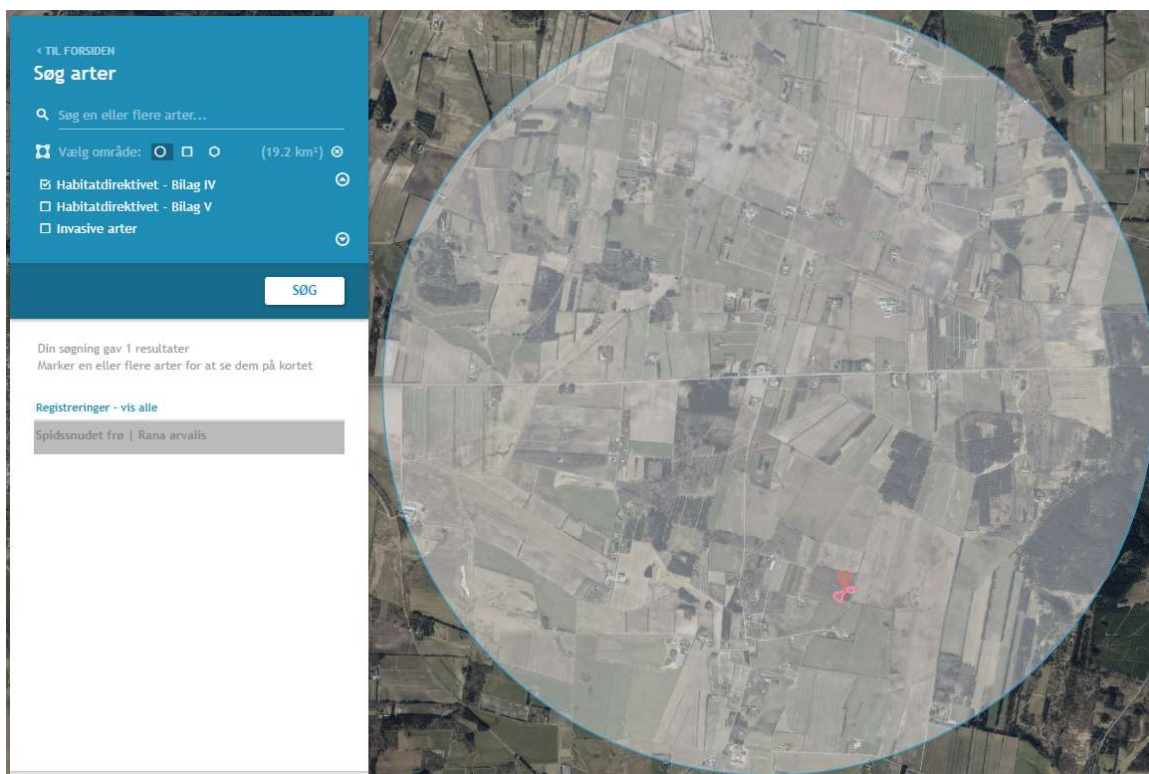 ‹ TIL FORSIDEN
Søg arter
Søg en eller flere arter...
Vælg område: (19.2 km²)
Habitatdirektivet - Bilag IV
Habitatdirektivet - Bilag V
Invasive arter
SØG
Din søgning gav 1 resultater
Marker en eller flere arter for at se dem på kortet
Registreringer - vis alle
Spidssnudet frø | Rana arvalis